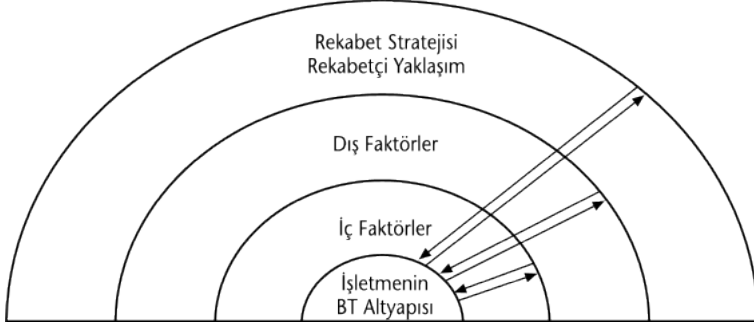 Rekabet Stratejisi
Rekabetçi Yaklaşım
Dış Faktörler
İç Faktörler
İşletmenin
BT Altyapısı